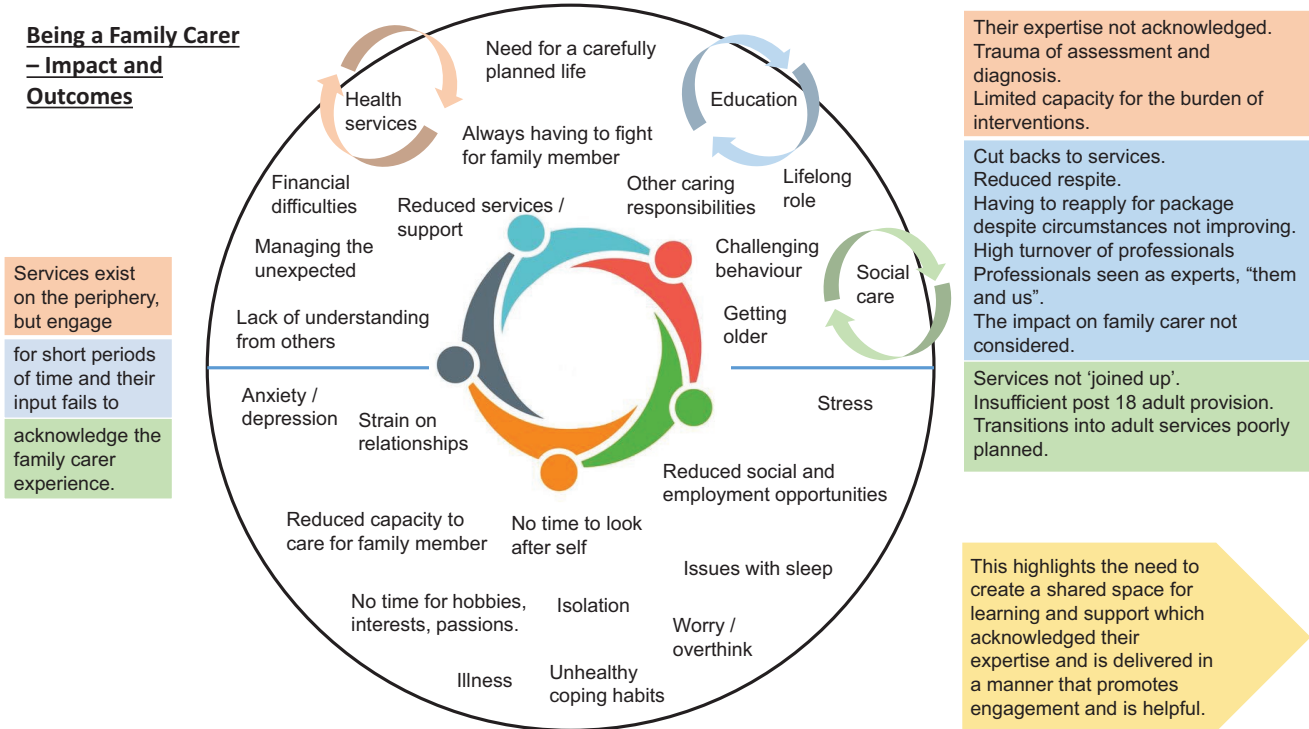 Being a Family Carer
– Impact and
Outcomes
Need for a carefully
planned life
Health
services
Education
Always having to fight
for family member
Financial
difficulties
Other caring
responsibilities
Lifelong
role
Reduced services /
support
Managing the
unexpected
Challenging
behaviour
Social
care
Lack of understanding
from others
Getting
older
Anxiety /
depression
Strain on
relationships
Stress
Reduced social and
employment opportunities
Reduced capacity to
care for family member
No time to look
after self
Issues with sleep
No time for hobbies,
interests, passions.
Isolation
Worry /
overthink
Illness
Unhealthy
coping habits
Services exist
on the periphery,
but engage
for short periods
of time and their
input fails to
acknowledge the
family carer
experience.
Their expertise not acknowledged.
Trauma of assessment and
diagnosis.
Limited capacity for the burden of
interventions.
Cut backs to services.
Reduced respite.
Having to reapply for package
despite circumstances not improving.
High turnover of professionals
Professionals seen as experts, “them
and us”.
The impact on family carer not
considered.
Services not ‘joined up’.
Insufficient post 18 adult provision.
Transitions into adult services poorly
planned.
This highlights the need to
create a shared space for
learning and support which
acknowledged their
expertise and is delivered in
a manner that promotes
engagement and is helpful.